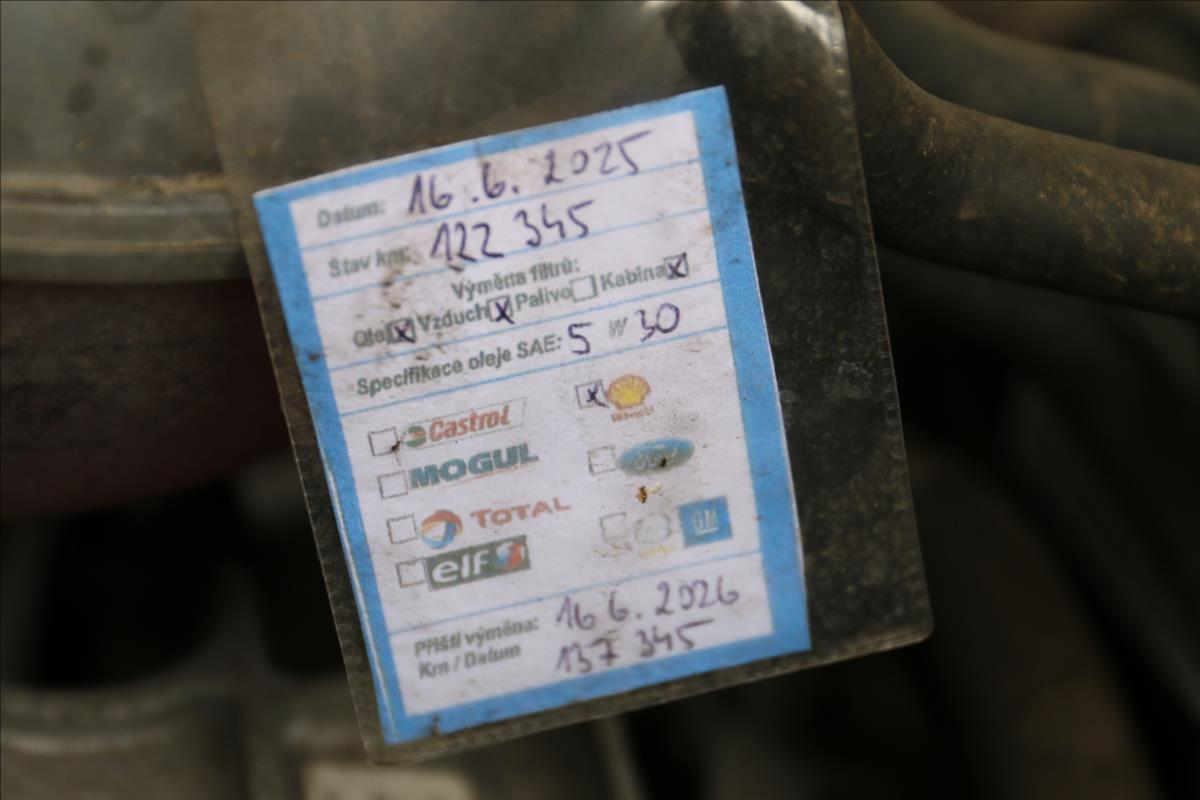 Datum: 16.6. 2025
Stav km: 122 345
Výměna filtrů:
Olej X Vzduch X Palivo Kabina X
Specifikace oleje SAE: 5 W 30
Castrol X
MOGUL
TOTAL
GM
elf
Příští výměna: 16.6. 2026
Km / Datum 137 345